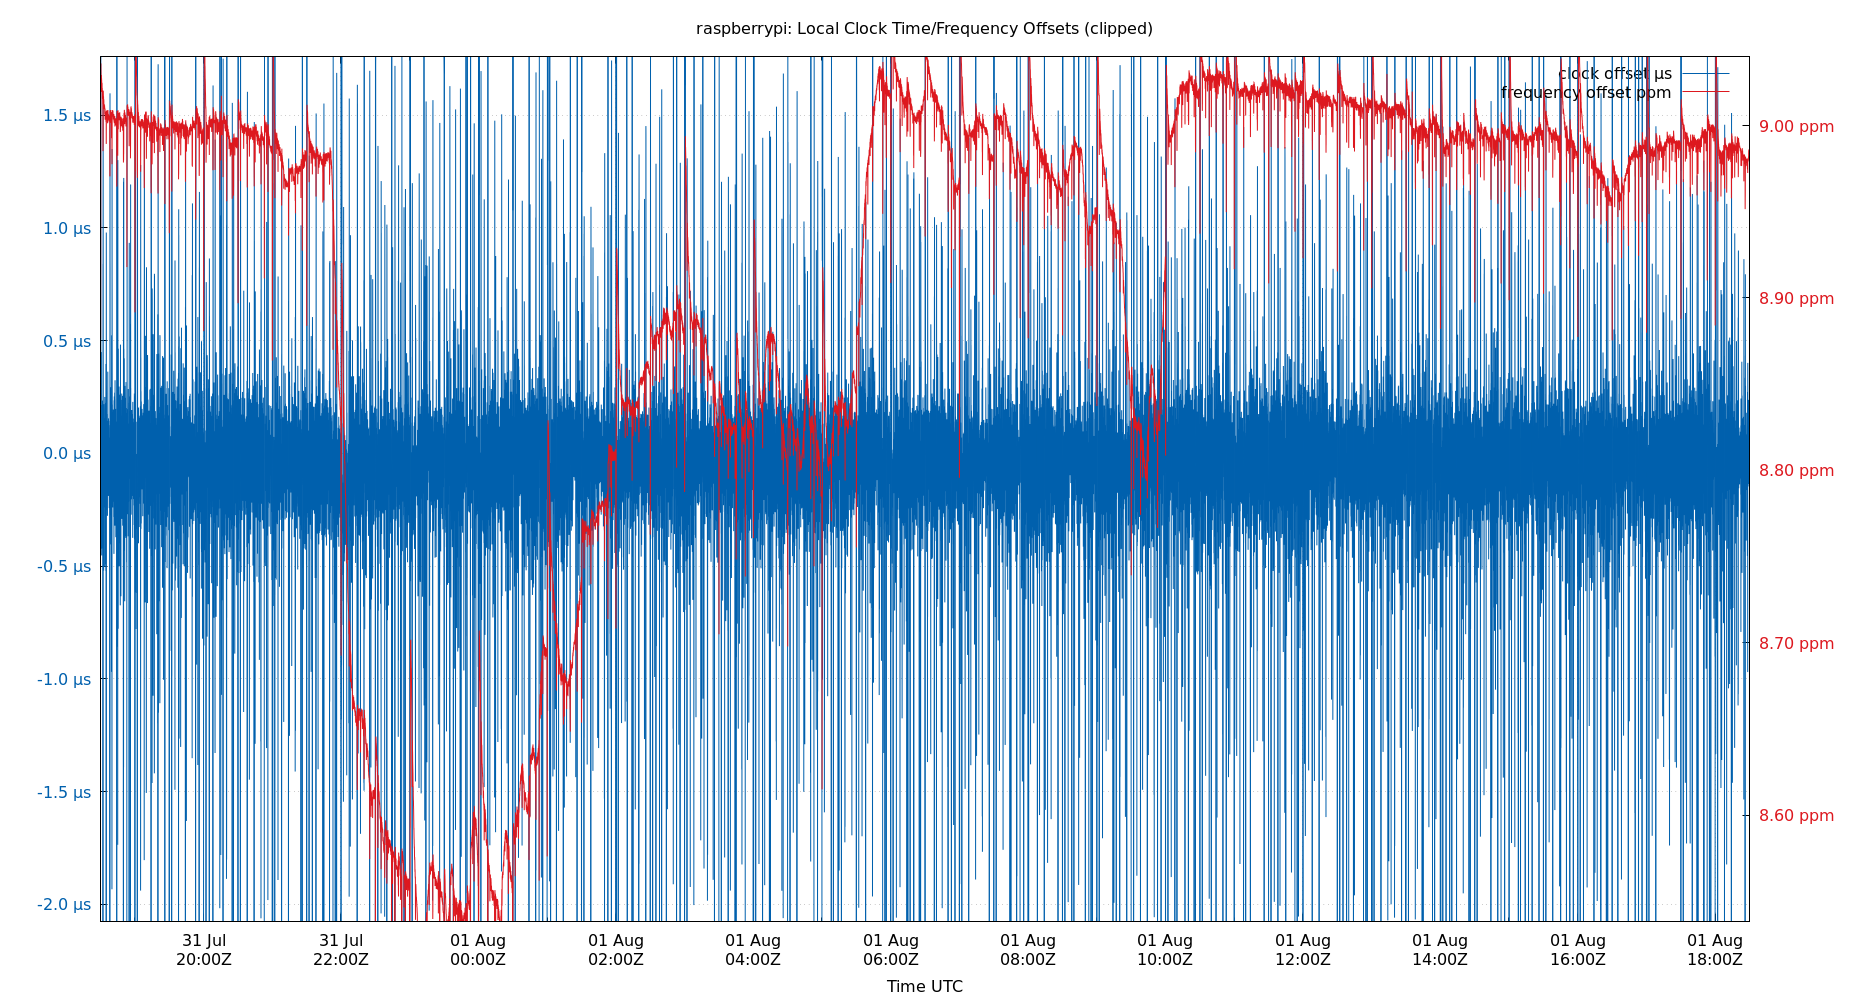 raspberrypi: Local Clock Time/Frequency Offsets (clipped)
clock offset µs
frequency offset ppm
1.5 µs
1.0 µs
0.5 µs
0.0 µs
-0.5 µs
-1.0 µs
-1.5 µs
-2.0 µs
9.00 ppm
8.90 ppm
8.80 ppm
8.70 ppm
8.60 ppm
31 Jul 31 Jul 01 Aug 01 Aug 01 Aug 01 Aug 01 Aug 01 Aug 01 Aug 01 Aug 01 Aug 01 Aug
20:00Z 22:00Z 00:00Z 02:00Z 04:00Z 06:00Z 08:00Z 10:00Z 12:00Z 14:00Z 16:00Z 18:00Z
Time UTC